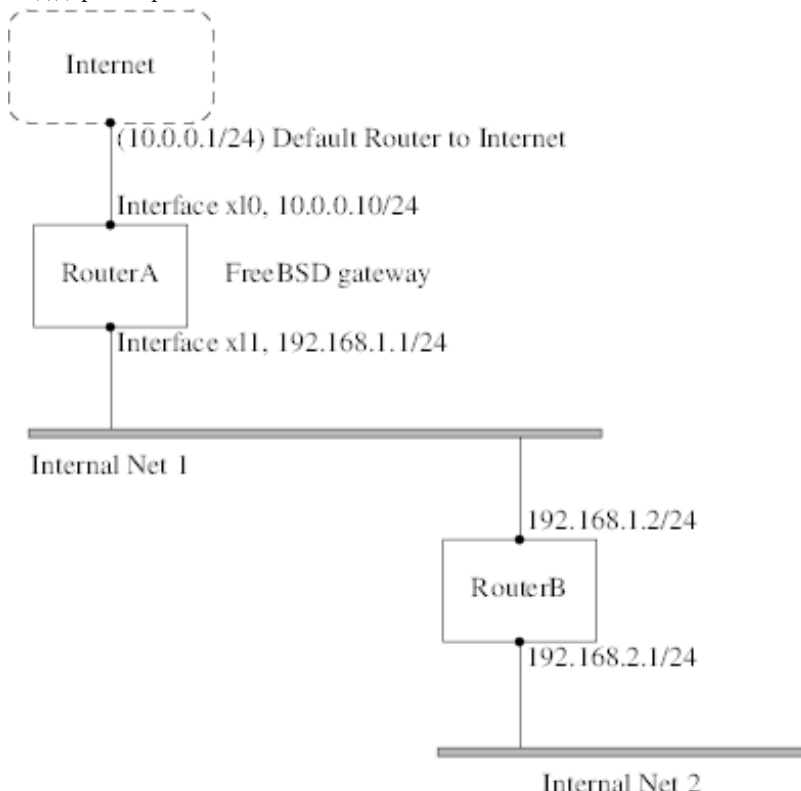 Internet
(10.0.0.1/24) Default Router to Internet
Interface xl0, 10.0.0.10/24
RouterA
FreeBSD gateway
Interface xl1, 192.168.1.1/24
Internal Net 1
192.168.1.2/24
RouterB
192.168.2.1/24
Internal Net 2